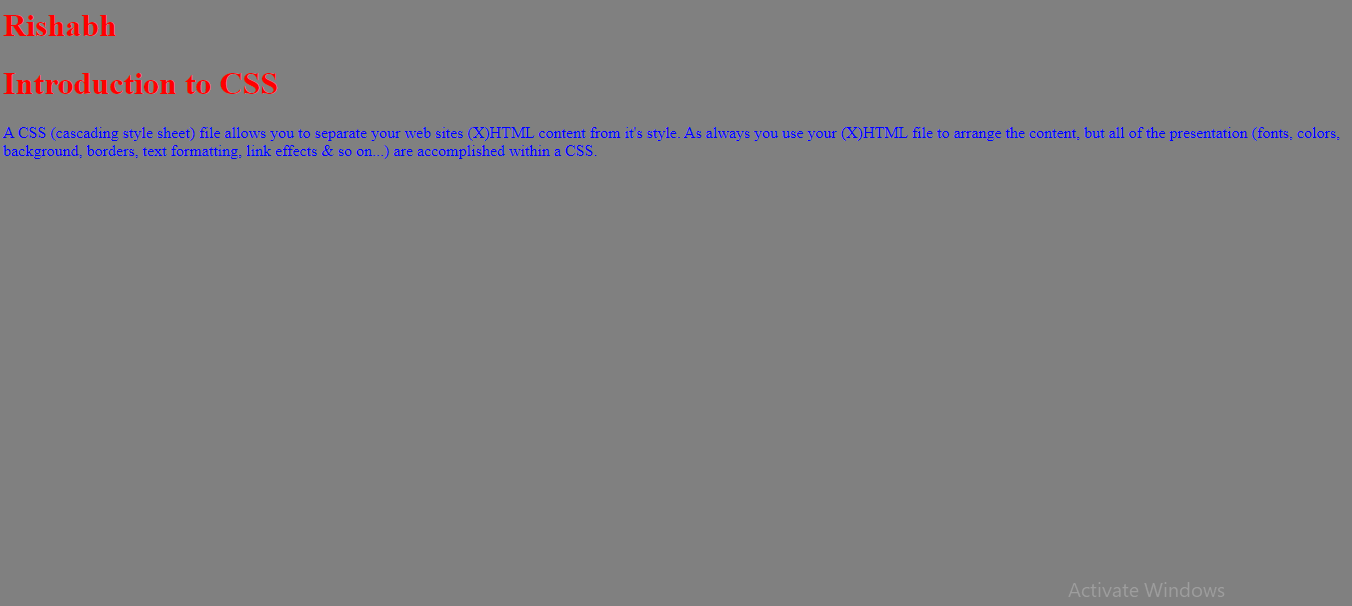 Rishabh
Introduction to CSS
A CSS (cascading style sheet) file allows you to separate your web sites (X)HTML content from it's style. As always you use your (X)HTML file to arrange the content, but all of the presentation (fonts, colors,
background, borders, text formatting, link effects & so on...) are accomplished within a CSS.
Activate Windows